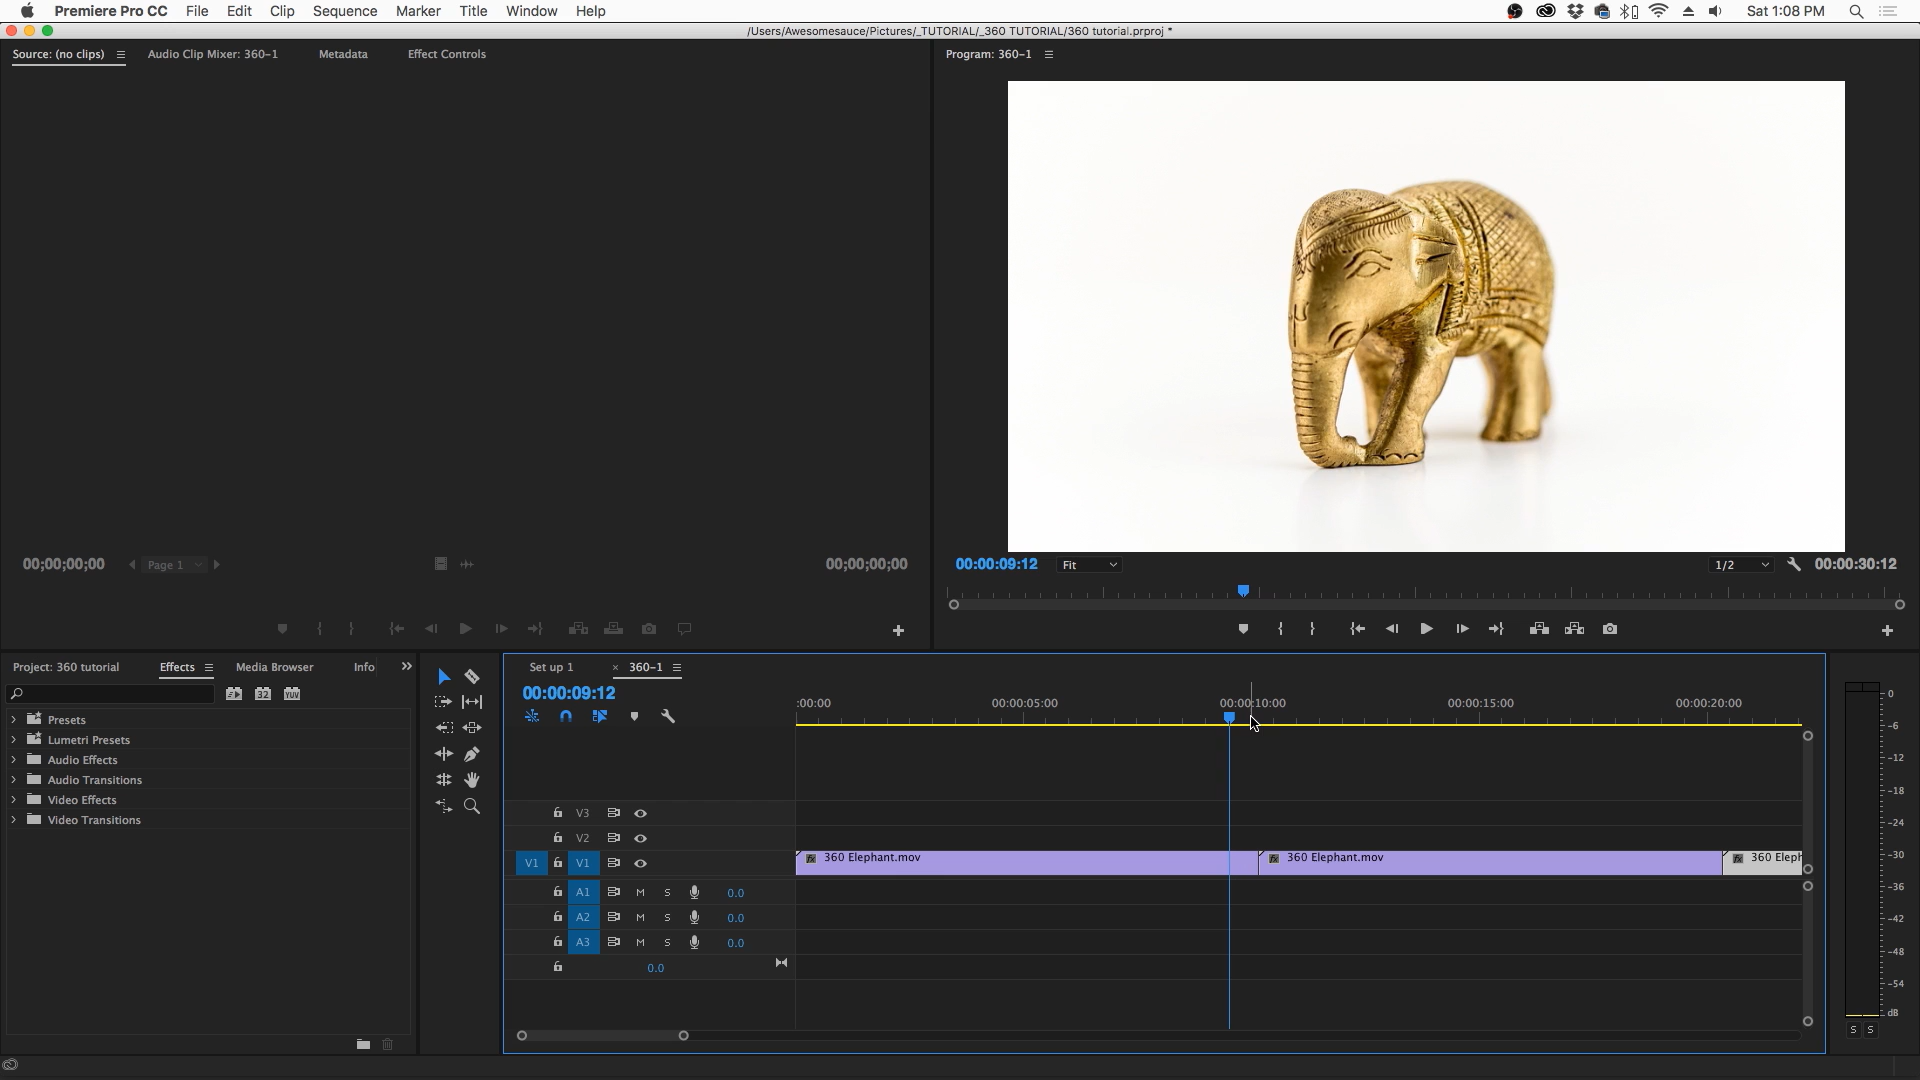 Premiere Pro CC File Edit Clip Sequence Marker Title Window Help Sat 1:08 PM
/Users/Awesomesauce/Pictures/_TUTORIAL/_360 TUTORIAL/360 tutorial.prproj *
Source: (no clips) Audio Clip Mixer: 360-1 Metadata Effect Controls
Program: 360-1
00;00;00;00 Page 1 00;00;00;00
00:00:09:12 Fit 1/2 00:00:30:12
Project: 360 tutorial Effects Media Browser Info
32 YUV
Presets
Lumetri Presets
Audio Effects
Audio Transitions
Video Effects
Video Transitions
Set up 1 × 360-1
00:00:09:12
:00:00 00:00:05:00 00:00:10:00 00:00:15:00 00:00:20:00
V3
V2
V1 V1 fx 360 Elephant.mov fx 360 Elephant.mov fx 360 Eleph
A1 M S 0.0
A2 M S 0.0
A3 M S 0.0
0.0
0
-6
-12
-18
-24
-30
-36
-42
-48
-54
dB
S S